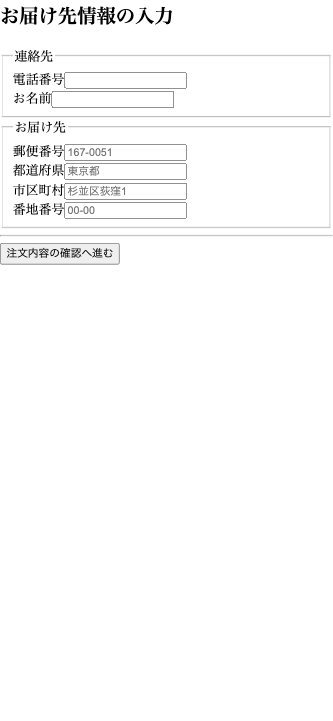 お届け先情報の入力
連絡先
電話番号
お名前
お届け先
郵便番号 167-0051
都道府県 東京都
市区町村 杉並区荻窪1
番地番号 00-00
注文内容の確認へ進む